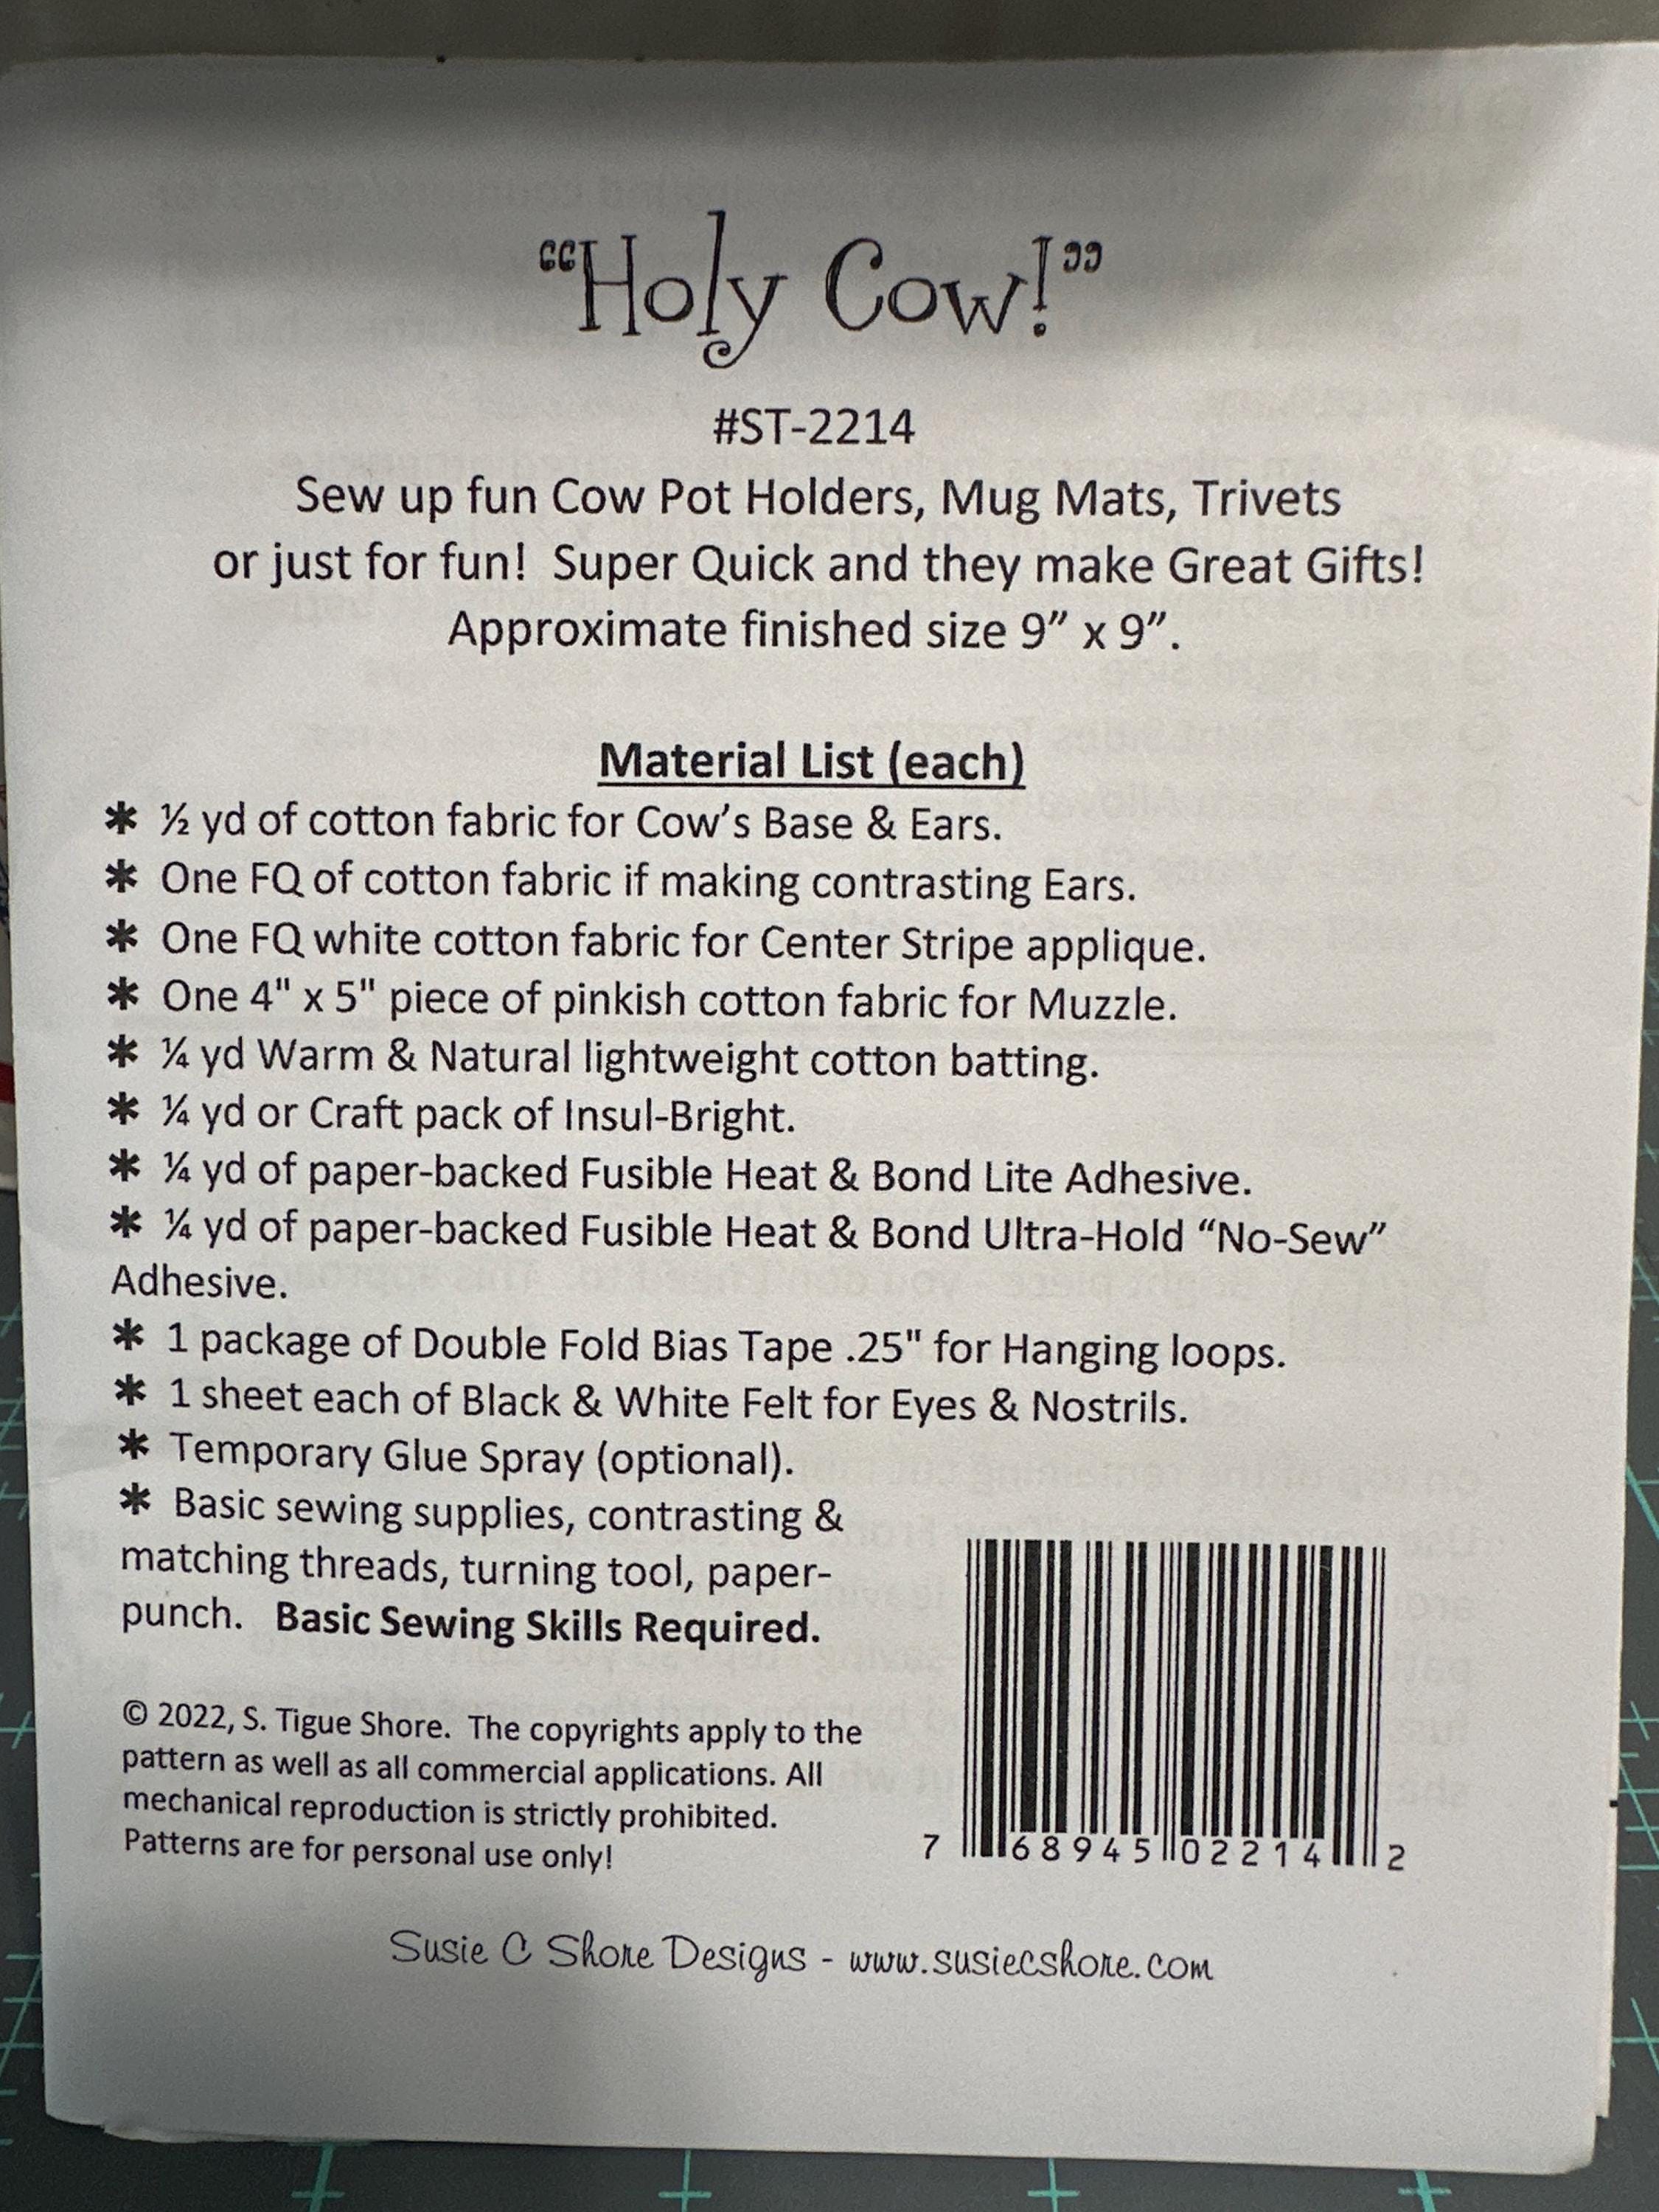 “Holy Cow!”
#ST-2214
Sew up fun Cow Pot Holders, Mug Mats, Trivets
or just for fun!  Super Quick and they make Great Gifts!
Approximate finished size 9” x 9”.
Material List (each)
✱ ½ yd of cotton fabric for Cow’s Base & Ears.
✱ One FQ of cotton fabric if making contrasting Ears.
✱ One FQ white cotton fabric for Center Stripe applique.
✱ One 4" x 5" piece of pinkish cotton fabric for Muzzle.
✱ ¼ yd Warm & Natural lightweight cotton batting.
✱ ¼ yd or Craft pack of Insul-Bright.
✱ ¼ yd of paper-backed Fusible Heat & Bond Lite Adhesive.
✱ ¼ yd of paper-backed Fusible Heat & Bond Ultra-Hold “No-Sew”
Adhesive.
✱ 1 package of Double Fold Bias Tape .25" for Hanging loops.
✱ 1 sheet each of Black & White Felt for Eyes & Nostrils.
✱ Temporary Glue Spray (optional).
✱ Basic sewing supplies, contrasting &
matching threads, turning tool, paper-
punch.  Basic Sewing Skills Required.
© 2022, S. Tigue Shore.  The copyrights apply to the
pattern as well as all commercial applications. All
mechanical reproduction is strictly prohibited.
Patterns are for personal use only!
7 68945 02214 2
Susie C Shore Designs - www.susiecshore.com